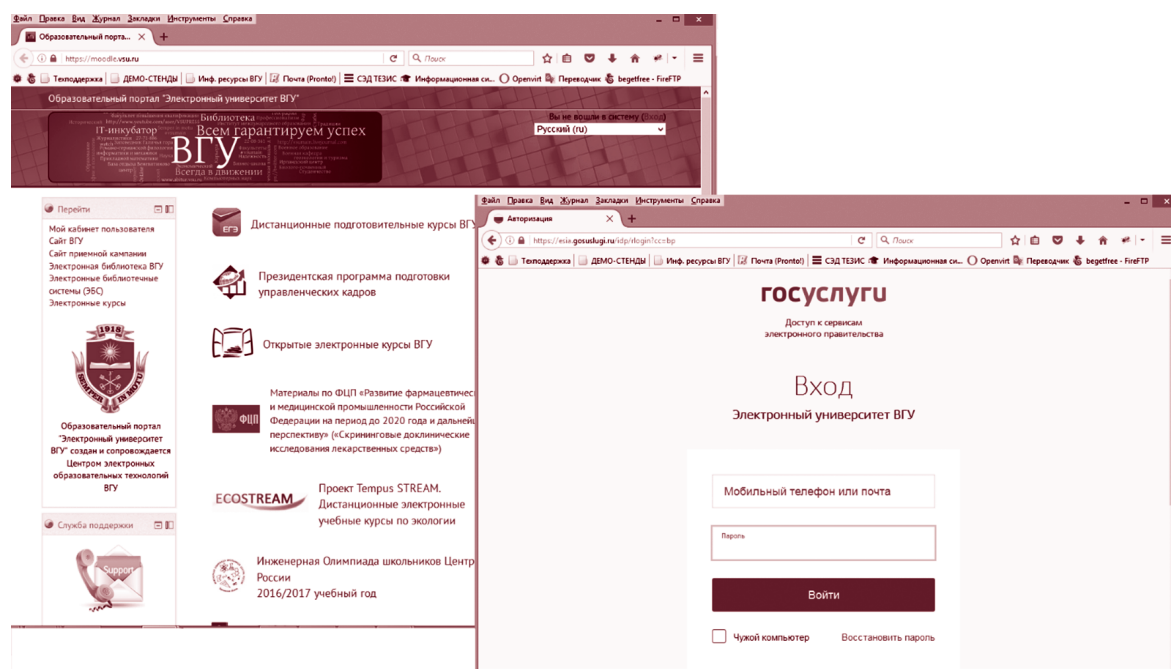 Файл Правка Вид Журнал Закладки Инструменты Справка
Образовательный порта...
https://moodle.vsu.ru
Поиск
Техподдержка ДЕМО-СТЕНДЫ Инф. ресурсы ВГУ Почта (Pronto!) СЭД ТЕЗИС Информационная си... Openvirt Переводчик begetfree - FireFTP
Образовательный портал "Электронный университет ВГУ"
Вы не вошли в систему (Вход)
Русский (ru)
Библиотека
IT-инкубатор
Всем гарантируем успех
ВГУ
Всегда в движении
Перейти
Мой кабинет пользователя
Сайт ВГУ
Сайт приемной кампании
Электронная библиотека ВГУ
Электронные библиотечные
системы (ЭБС)
Электронные курсы
1918
SEMPER IN MOTU
Образовательный портал
"Электронный университет
ВГУ" создан и сопровождается
Центром электронных
образовательных технологий
ВГУ
Служба поддержки
Support
ЕГЭ
Дистанционные подготовительные курсы ВГУ
Президентская программа подготовки
управленческих кадров
Открытые электронные курсы ВГУ
ФЦП
Материалы по ФЦП «Развитие фармацевтичес
и медицинской промышленности Российской
Федерации на период до 2020 года и дальней
перспективу» («Скрининговые доклинические
исследования лекарственных средств»)
ECOSTREAM
Проект Tempus STREAM.
Дистанционные электронные
учебные курсы по экологии
Инженерная Олимпиада школьников Центр
России
2016/2017 учебный год
Файл Правка Вид Журнал Закладки Инструменты Справка
Авторизация
https://esia.gosuslugi.ru/idp/rlogin?cc=bp
Поиск
Техподдержка ДЕМО-СТЕНДЫ Инф. ресурсы ВГУ Почта (Pronto!) СЭД ТЕЗИС Информационная си... Openvirt Переводчик begetfree - FireFTP
госуслуги
Доступ к сервисам
электронного правительства
Вход
Электронный университет ВГУ
Мобильный телефон или почта
Пароль
Войти
Чужой компьютер
Восстановить пароль